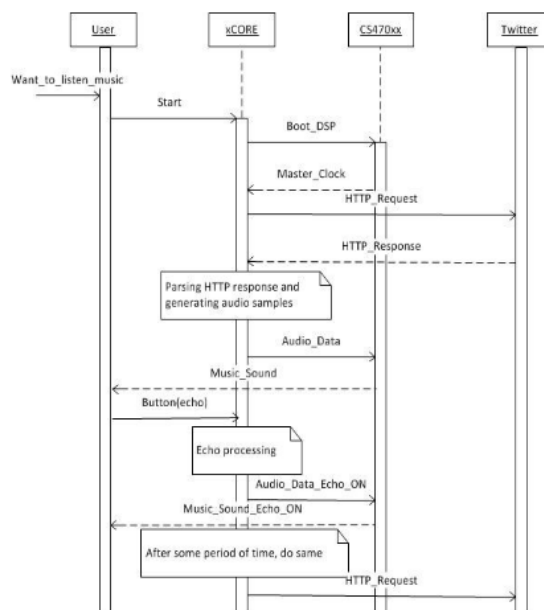 User xCORE CS470xx Twitter
Want_to_listen_music
Start
Boot_DSP
Master_Clock
HTTP_Request
HTTP_Response
Parsing HTTP response and
generating audio samples
Audio_Data
Music_Sound
Button(echo)
Echo processing
Audio_Data_Echo_ON
Music_Sound_Echo_ON
After some period of time, do same
HTTP_Request